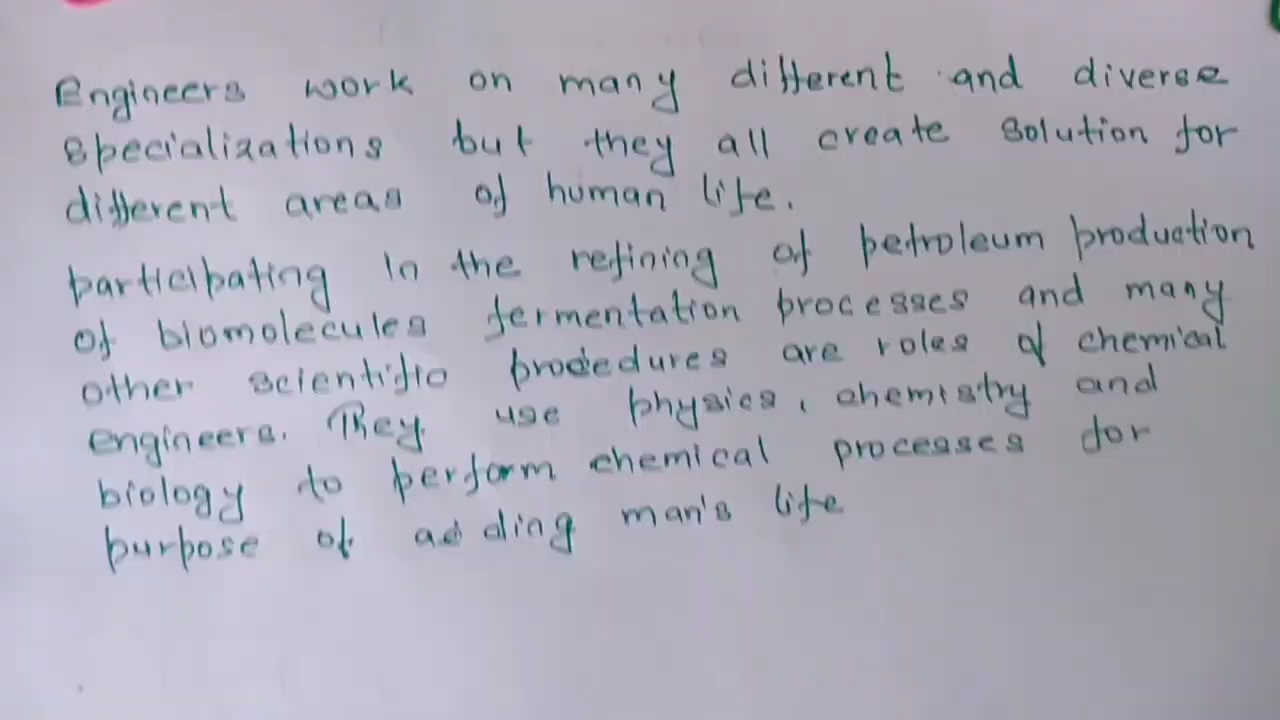 Engineers work on many different and diverse
specializations but they all create solution for
different areas of human life.
participating in the refining of petroleum production
of biomolecules fermentation processes and many
other scientific procedures are roles of chemical
engineers. They use physics, chemistry and
biology to perform chemical processes for
purpose of adding man's life